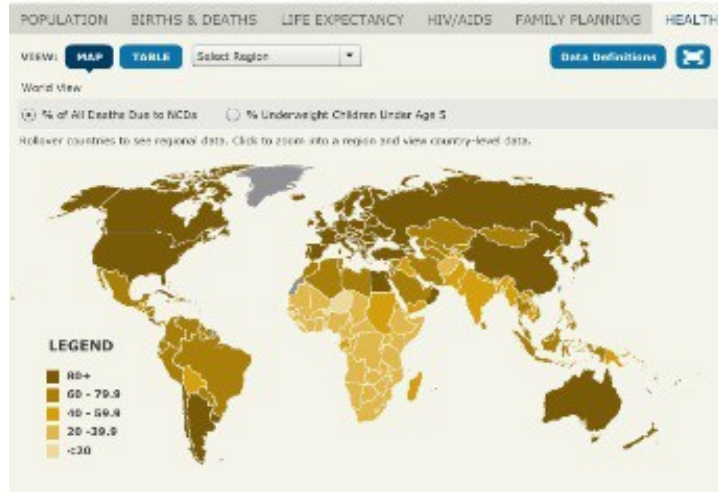 POPULATION BIRTHS & DEATHS LIFE EXPECTANCY HIV/AIDS FAMILY PLANNING HEALTH
VIEW: MAP TABLE Select Region Data Definitions
World View
% of All Deaths Due to NCDs % Underweight Children Under Age 5
Rollover countries to see regional data. Click to zoom into a region and view country-level data.
LEGEND
80+
60 - 79.9
40 - 59.9
20 -39.9
<20